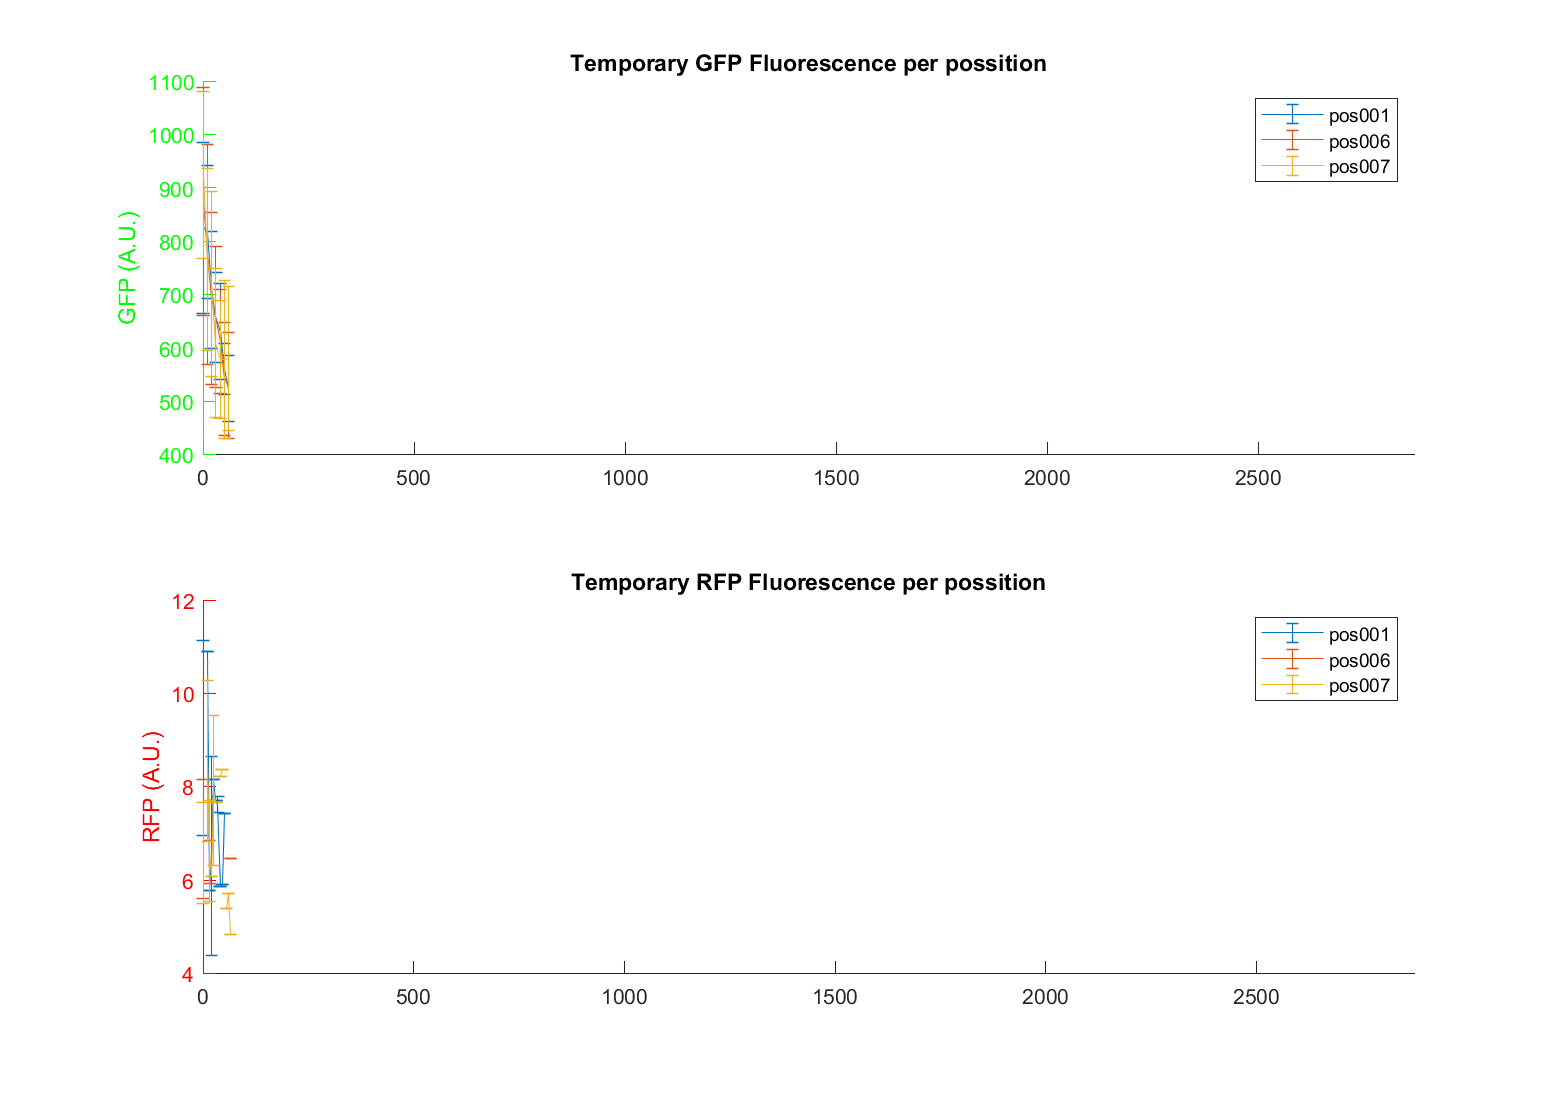 Temporary GFP Fluorescence per possition
1100
1000
900
800
700
600
500
400
GFP (A.U.)
0 500 1000 1500 2000 2500
pos001
pos006
pos007
Temporary RFP Fluorescence per possition
12
10
8
6
4
RFP (A.U.)
0 500 1000 1500 2000 2500
pos001
pos006
pos007